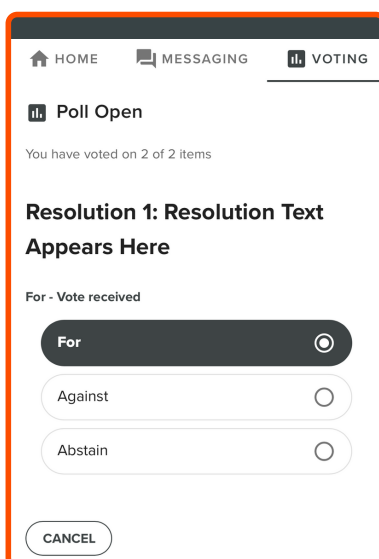 HOME MESSAGING VOTING
Poll Open
You have voted on 2 of 2 items
Resolution 1: Resolution Text
Appears Here
For - Vote received
For
Against
Abstain
CANCEL